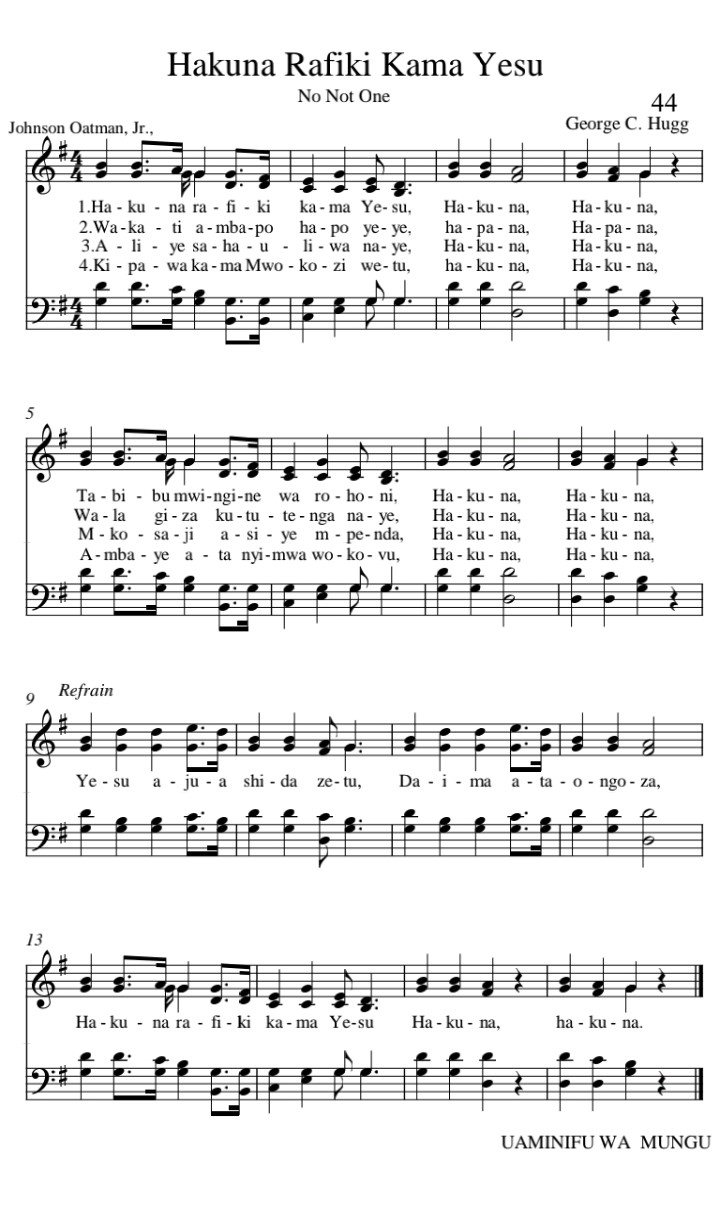 Hakuna Rafiki Kama Yesu
No Not One
44
Johnson Oatman, Jr.,
George C. Hugg
1.Ha - ku - na ra - fi - ki kama Ye - su, Ha - ku - na, Ha - ku - na,
2.Wa - ka - ti a - mba - po ha - po ye - ye, ha - pa - na, Ha - pa - na,
3.A - li - ye sa - ha - u - li - wa na - ye, Ha - ku - na, Ha - ku - na,
4.Ki - pa - wa ka - ma Mwo - ko - zi we - tu, ha - ku - na, Ha - ku - na,
5
Ta - bi - bu mwi - ngi - ne wa ro - ho - ni, Ha - ku - na, Ha - ku - na,
Wa - la gi - za ku - tu - te - nga na - ye, Ha - ku - na, Ha - ku - na,
M - ko - sa - ji a - si - ye m - penda, Ha - ku - na, Ha - ku - na,
A - mba - ye a - ta nyi - mwa wo - ko - vu, Ha - ku - na, Ha - ku - na,
9
Refrain
Ye - su a - ju - a shi - da ze - tu, Da - i - ma a - ta - o - ngo - za,
13
Ha - ku - na ra - fi - ki ka - ma Ye - su Ha - ku - na, ha - ku - na.
UAMINIFU WA MUNGU